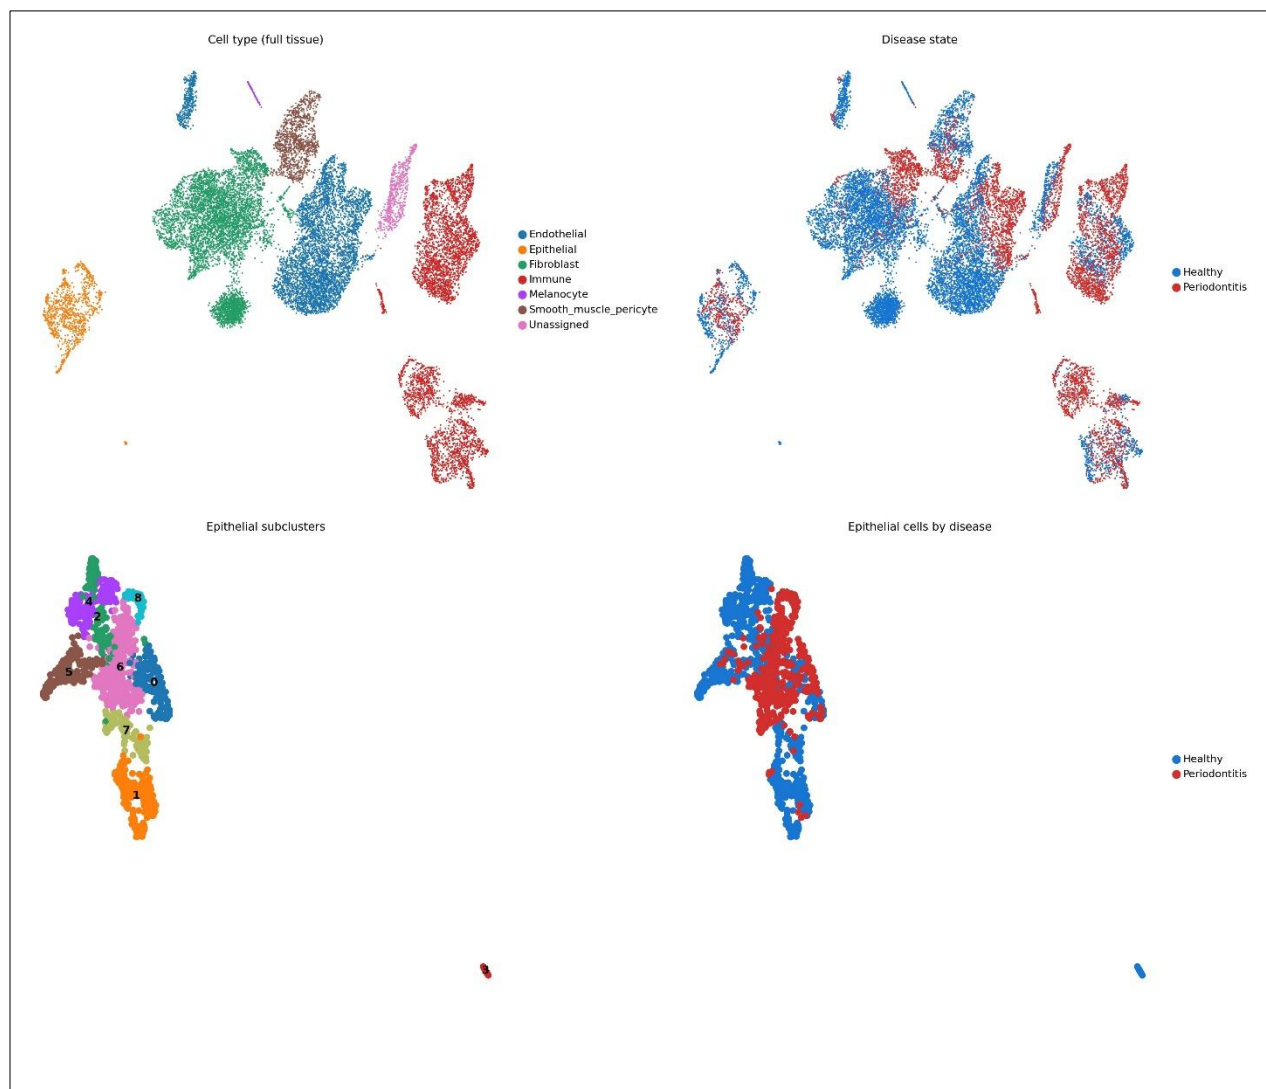 Cell type (full tissue)
Disease state
Endothelial
Epithelial
Fibroblast
Immune
Melanocyte
Smooth_muscle_pericyte
Unassigned
Healthy
Periodontitis
Epithelial subclusters
Epithelial cells by disease
8
4
2
6
5
0
7
1
3
Healthy
Periodontitis